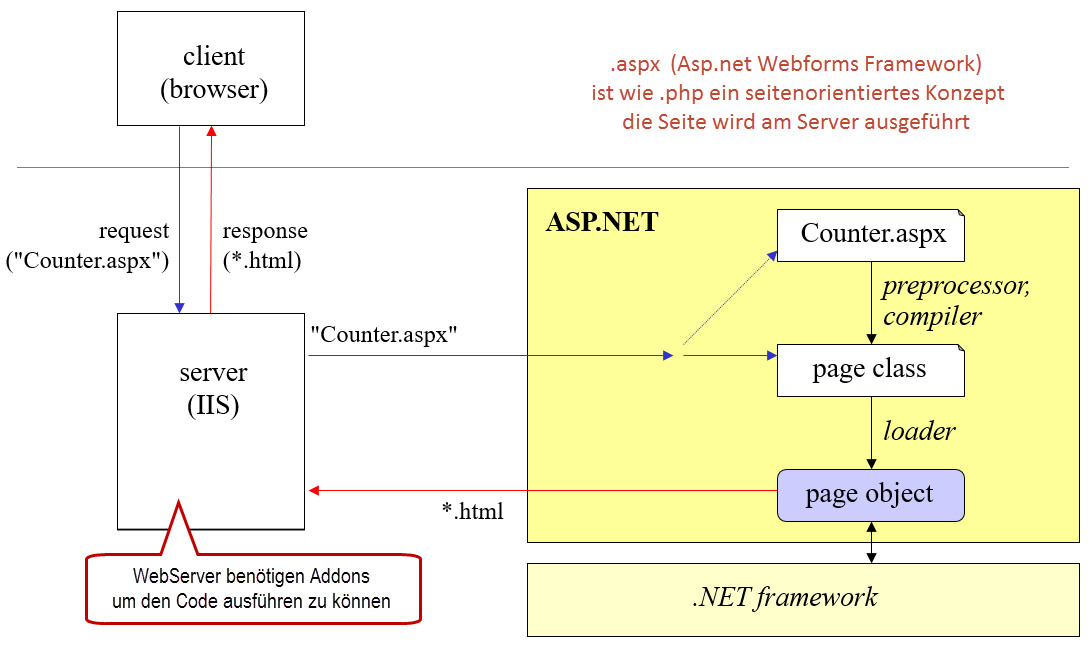 client
(browser)
.aspx (Asp.net Webforms Framework)
ist wie .php ein seitenorientiertes Konzept
die Seite wird am Server ausgeführt
request
("Counter.aspx")
response
(*.html)
ASP.NET
Counter.aspx
preprocessor,
compiler
"Counter.aspx"
page class
server
(IIS)
loader
page object
*.html
WebServer benötigen Addons
um den Code ausführen zu können
.NET framework